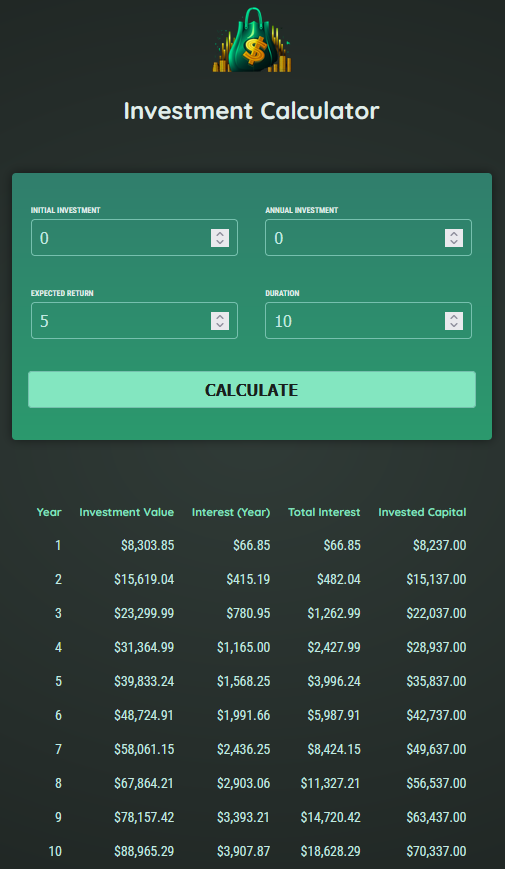 $
Investment Calculator
INITIAL INVESTMENT ANNUAL INVESTMENT
0 0
EXPECTED RETURN DURATION
5 10
CALCULATE
Year Investment Value Interest (Year) Total Interest Invested Capital
1 $8,303.85 $66.85 $66.85 $8,237.00
2 $15,619.04 $415.19 $482.04 $15,137.00
3 $23,299.99 $780.95 $1,262.99 $22,037.00
4 $31,364.99 $1,165.00 $2,427.99 $28,937.00
5 $39,833.24 $1,568.25 $3,996.24 $35,837.00
6 $48,724.91 $1,991.66 $5,987.91 $42,737.00
7 $58,061.15 $2,436.25 $8,424.15 $49,637.00
8 $67,864.21 $2,903.06 $11,327.21 $56,537.00
9 $78,157.42 $3,393.21 $14,720.42 $63,437.00
10 $88,965.29 $3,907.87 $18,628.29 $70,337.00